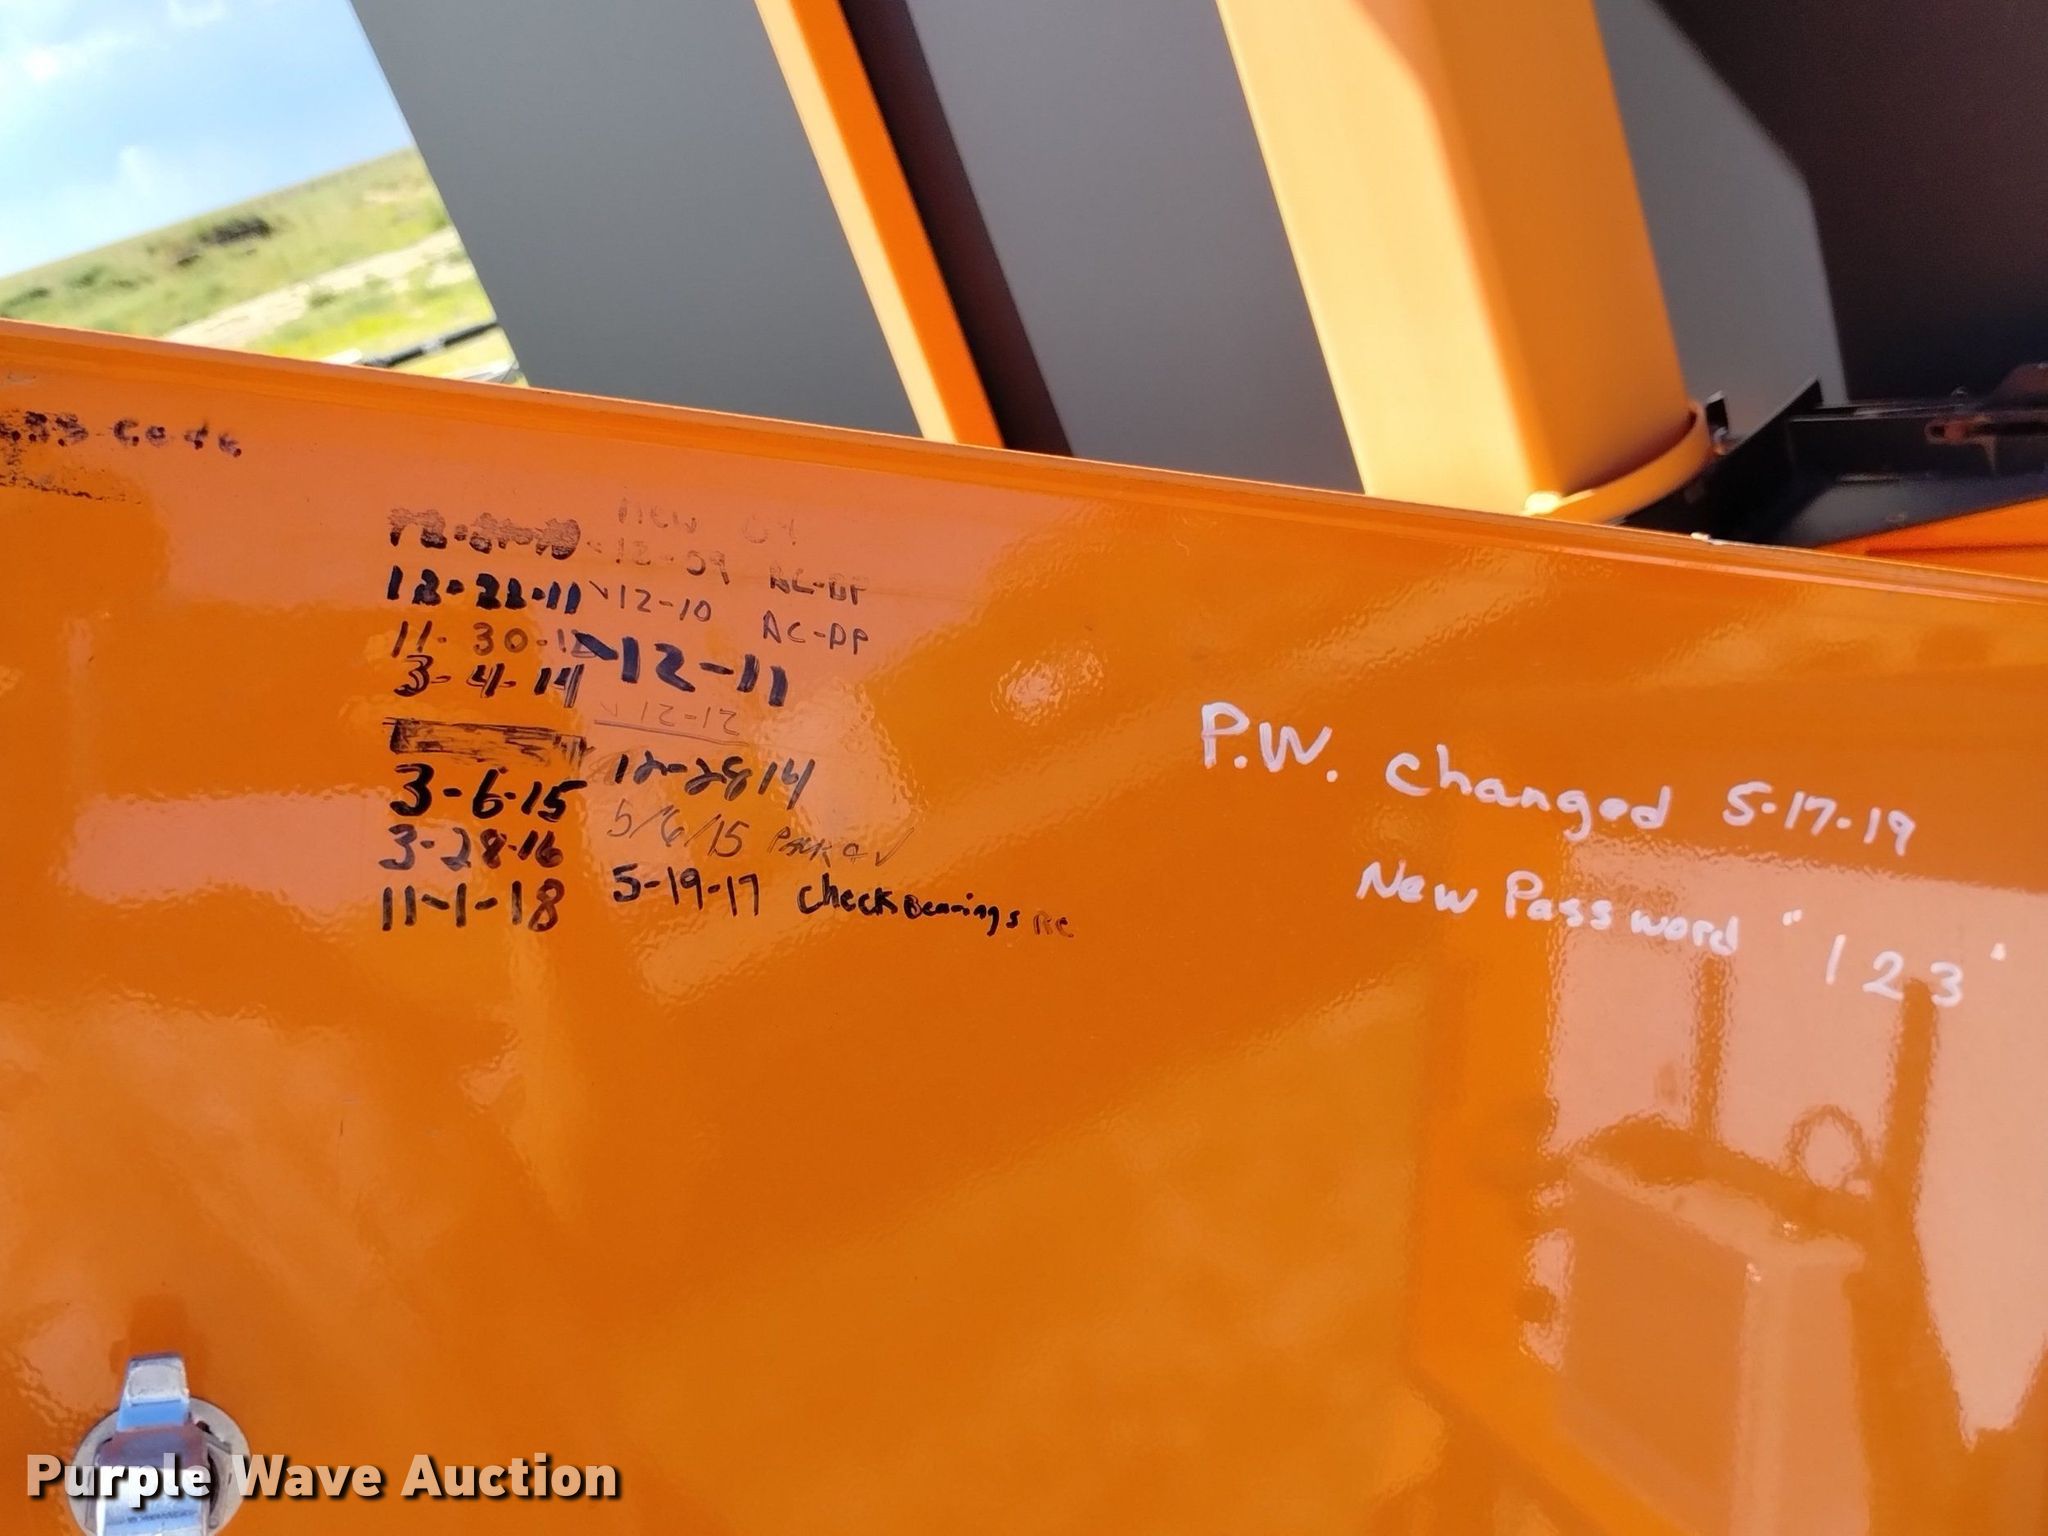 Code
New 09
12-09 AC-DP
12-22-11 12-10 AC-DP
11-30-12 12-11
3-4-14
12-12
3-6-15 12-28 14
3-28-16 5/6/15
11-1-18 5-19-17 check Bearings
P.W. changed 5-17-19
New Password "123"
Purple Wave Auction